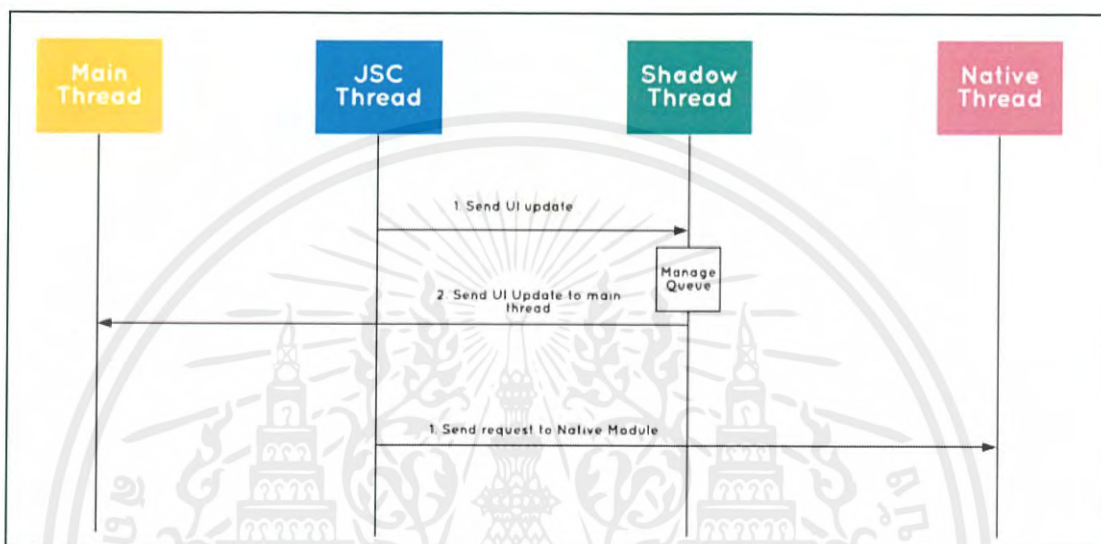 Main
Thread
JSC
Thread
Shadow
Thread
Native
Thread
1. Send UI update
Manage
Queue
2. Send UI Update to main
thread
1. Send request to Native Module